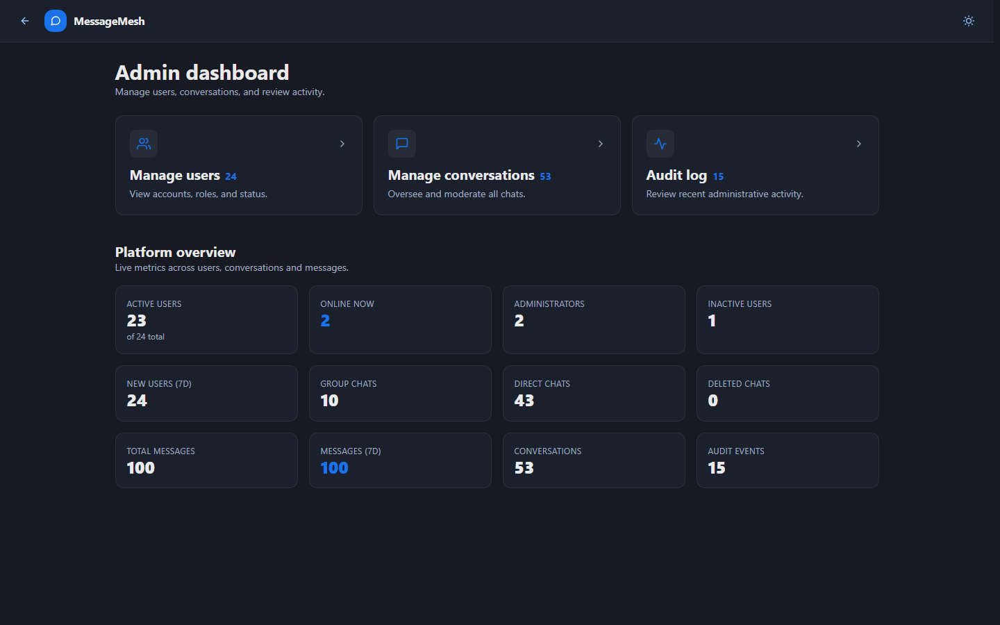 MessageMesh
Admin dashboard
Manage users, conversations, and review activity.
Manage users 24
View accounts, roles, and status.
Manage conversations 53
Oversee and moderate all chats.
Audit log 15
Review recent administrative activity.
Platform overview
Live metrics across users, conversations and messages.
ACTIVE USERS
23
of 24 total
ONLINE NOW
2
ADMINISTRATORS
2
INACTIVE USERS
1
NEW USERS (7D)
24
GROUP CHATS
10
DIRECT CHATS
43
DELETED CHATS
0
TOTAL MESSAGES
100
MESSAGES (7D)
100
CONVERSATIONS
53
AUDIT EVENTS
15